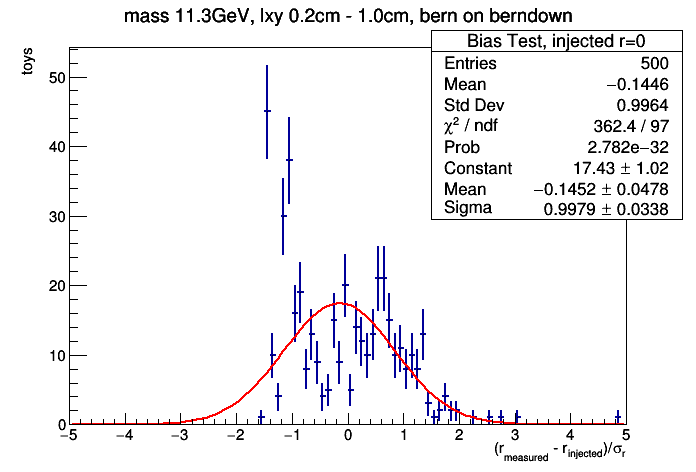 mass 11.3GeV, lxy 0.2cm - 1.0cm, bern on berndown
Bias Test, injected r=0
Entries 500
Mean −0.1446
Std Dev 0.9964
χ² / ndf 362.4 / 97
Prob 2.782e−32
Constant 17.43 ± 1.02
Mean −0.1452 ± 0.0478
Sigma 0.9979 ± 0.0338
toys
50
40
30
20
10
0
−5 −4 −3 −2 −1 0 1 2 3 4 5
(r_measured - r_injected)/σ_r